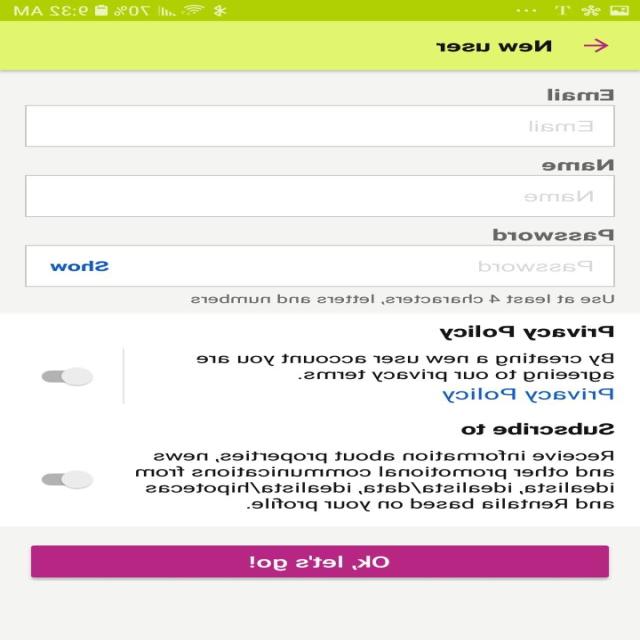 70% 9:32 AM
New user
Email
Email
Name
Name
Password
Password Show
Use at least 4 characters, letters and numbers
Privacy Policy
By creating a new user account you are
agreeing to our privacy terms.
Privacy Policy
Subscribe to
Receive information about properties, news,
and other promotional communications from
idealista, idealista/data, idealista/hipotecas
and Rentalia based on your profile.
Ok, let's go!